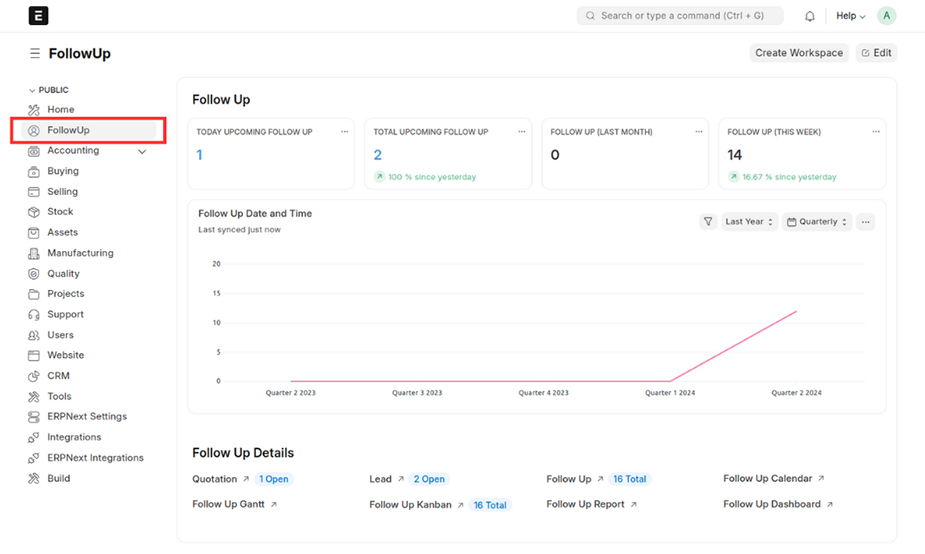 E
Search or type a command (Ctrl + G)
Help
A
FollowUp
Create Workspace
Edit
PUBLIC
Home
FollowUp
Accounting
Buying
Selling
Stock
Assets
Manufacturing
Quality
Projects
Support
Users
Website
CRM
Tools
ERPNext Settings
Integrations
ERPNext Integrations
Build
Follow Up
TODAY UPCOMING FOLLOW UP
1
TOTAL UPCOMING FOLLOW UP
2
100 % since yesterday
FOLLOW UP (LAST MONTH)
0
FOLLOW UP (THIS WEEK)
14
16.67 % since yesterday
Follow Up Date and Time
Last synced just now
Last Year
Quarterly
20
15
10
5
0
Quarter 2 2023
Quarter 3 2023
Quarter 4 2023
Quarter 1 2024
Quarter 2 2024
Follow Up Details
Quotation ↗ 1 Open
Lead ↗ 2 Open
Follow Up ↗ 16 Total
Follow Up Calendar ↗
Follow Up Gantt ↗
Follow Up Kanban ↗ 16 Total
Follow Up Report ↗
Follow Up Dashboard ↗